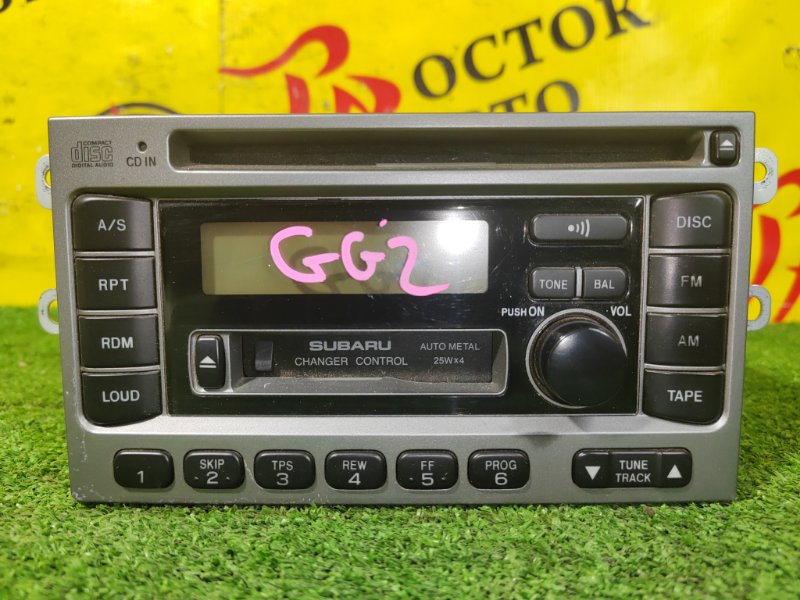 ВОСТОК
АВТО
COMPACT
disc
DIGITAL AUDIO
CD IN
A/S
RPT
RDM
LOUD
GG2
TONE BAL
PUSH ON VOL
SUBARU
CHANGER CONTROL
AUTO METAL
25W×4
DISC
FM
AM
TAPE
1
SKIP
2
TPS
3
REW
4
FF
5
PROG
6
▼ TUNE ▲
TRACK